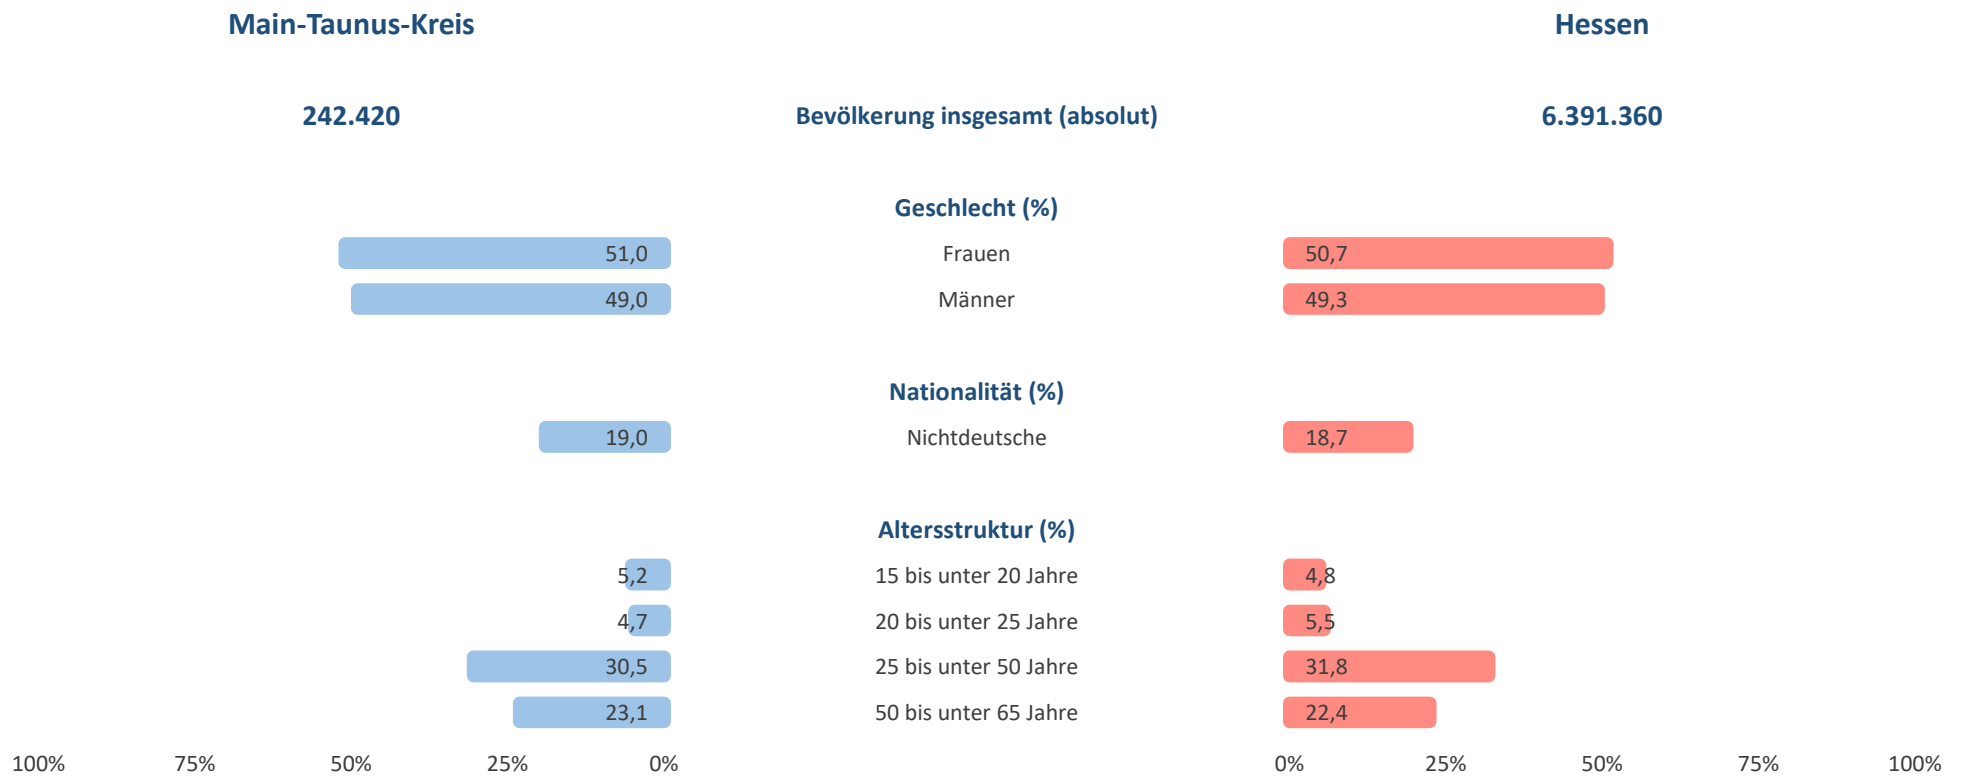 Main-Taunus-Kreis Hessen
242.420 Bevölkerung insgesamt (absolut) 6.391.360
Geschlecht (%)
51,0 Frauen 50,7
49,0 Männer 49,3
Nationalität (%)
19,0 Nichtdeutsche 18,7
Altersstruktur (%)
5,2 15 bis unter 20 Jahre 4,8
4,7 20 bis unter 25 Jahre 5,5
30,5 25 bis unter 50 Jahre 31,8
23,1 50 bis unter 65 Jahre 22,4
100% 75% 50% 25% 0% 0% 25% 50% 75% 100%